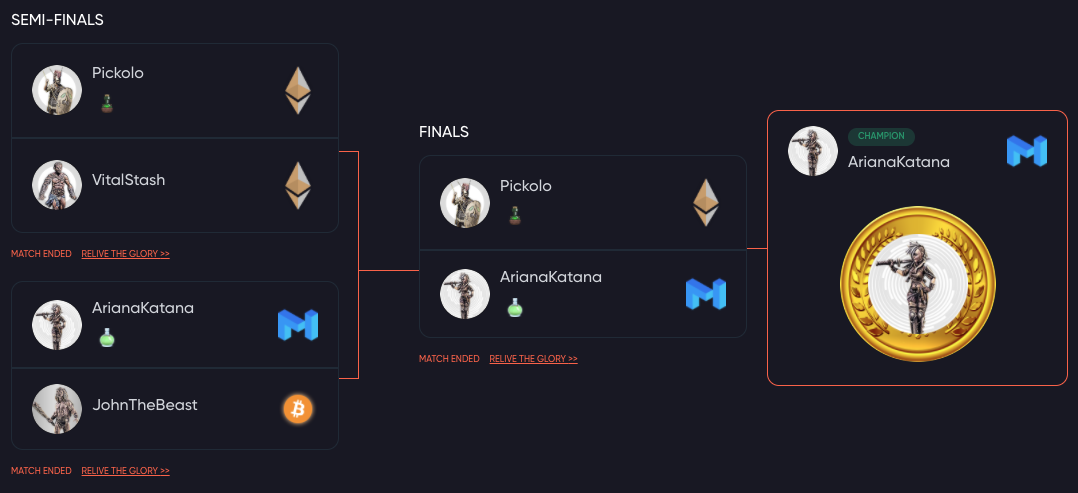 SEMI-FINALS
Pickolo
VitalStash
MATCH ENDED RELIVE THE GLORY >>
ArianaKatana
JohnTheBeast
MATCH ENDED RELIVE THE GLORY >>
FINALS
Pickolo
ArianaKatana
MATCH ENDED RELIVE THE GLORY >>
CHAMPION
ArianaKatana